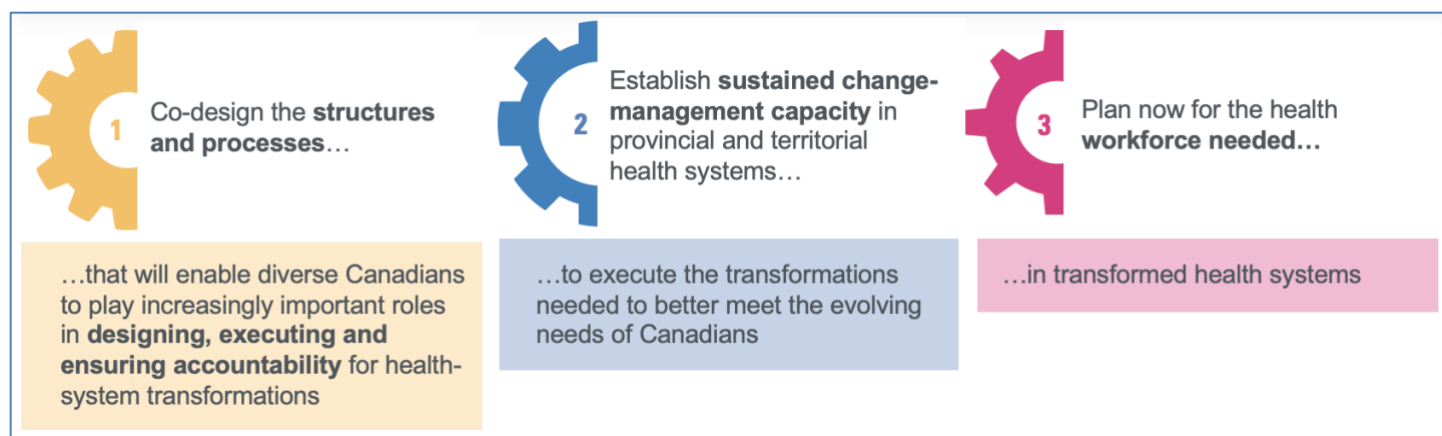 1
Co-design the structures
and processes…
…that will enable diverse Canadians
to play increasingly important roles
in designing, executing and
ensuring accountability for health-
system transformations
2
Establish sustained change-
management capacity in
provincial and territorial
health systems…
…to execute the transformations
needed to better meet the evolving
needs of Canadians
3
Plan now for the health
workforce needed…
…in transformed health systems